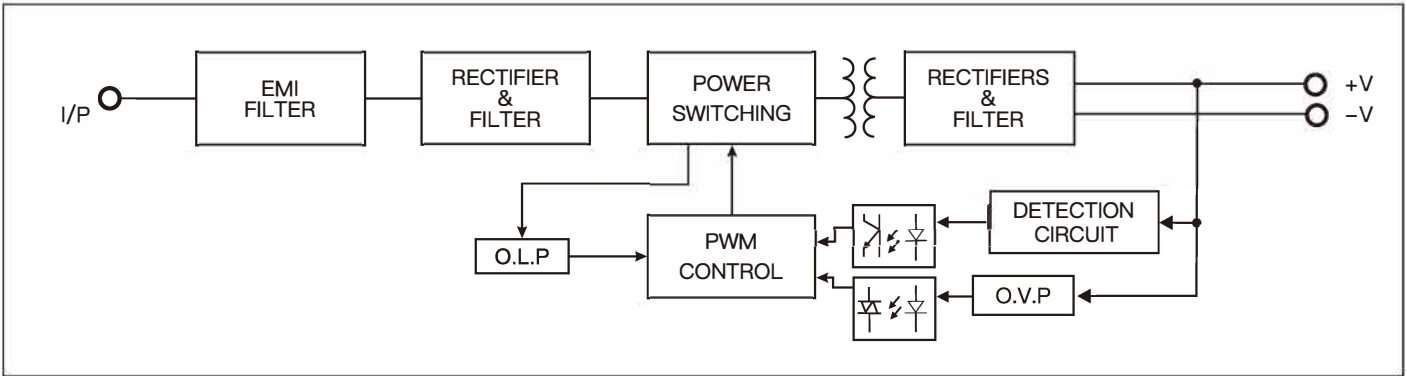 I/P
EMI
FILTER
RECTIFIER
&
FILTER
POWER
SWITCHING
RECTIFIERS
&
FILTER
+V
−V
O.L.P
PWM
CONTROL
DETECTION
CIRCUIT
O.V.P